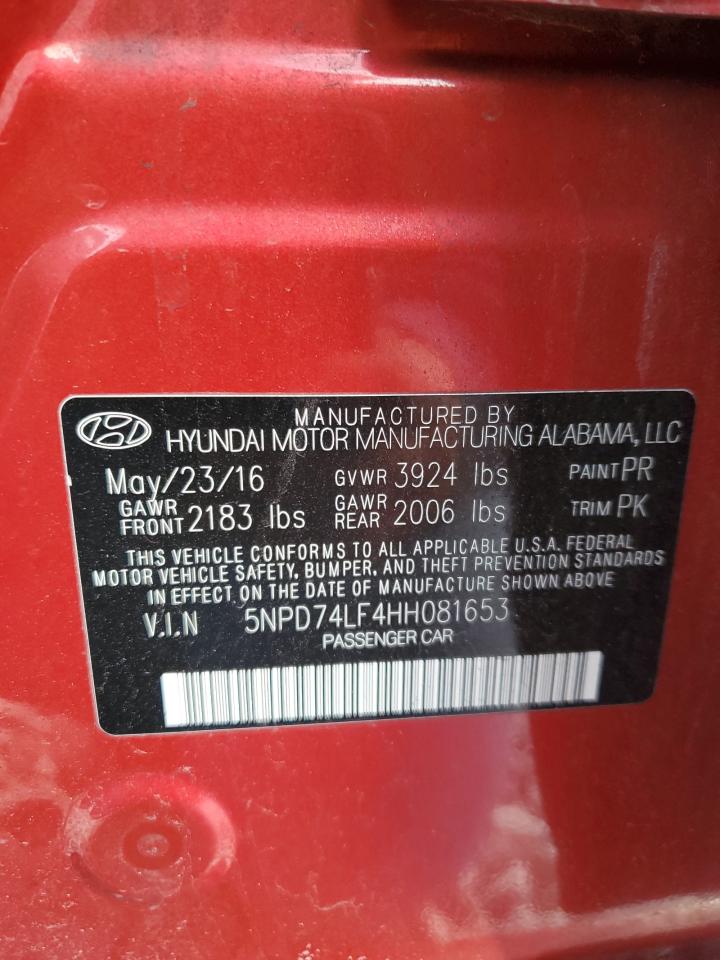 MANUFACTURED BY
HYUNDAI MOTOR MANUFACTURING ALABAMA, LLC
May/23/16 GVWR 3924 lbs PAINT PR
GAWR FRONT 2183 lbs GAWR REAR 2006 lbs TRIM PK
THIS VEHICLE CONFORMS TO ALL APPLICABLE U.S.A. FEDERAL
MOTOR VEHICLE SAFETY, BUMPER, AND THEFT PREVENTION STANDARDS
IN EFFECT ON THE DATE OF MANUFACTURE SHOWN ABOVE.
V.I.N 5NPD74LF4HH081653
PASSENGER CAR